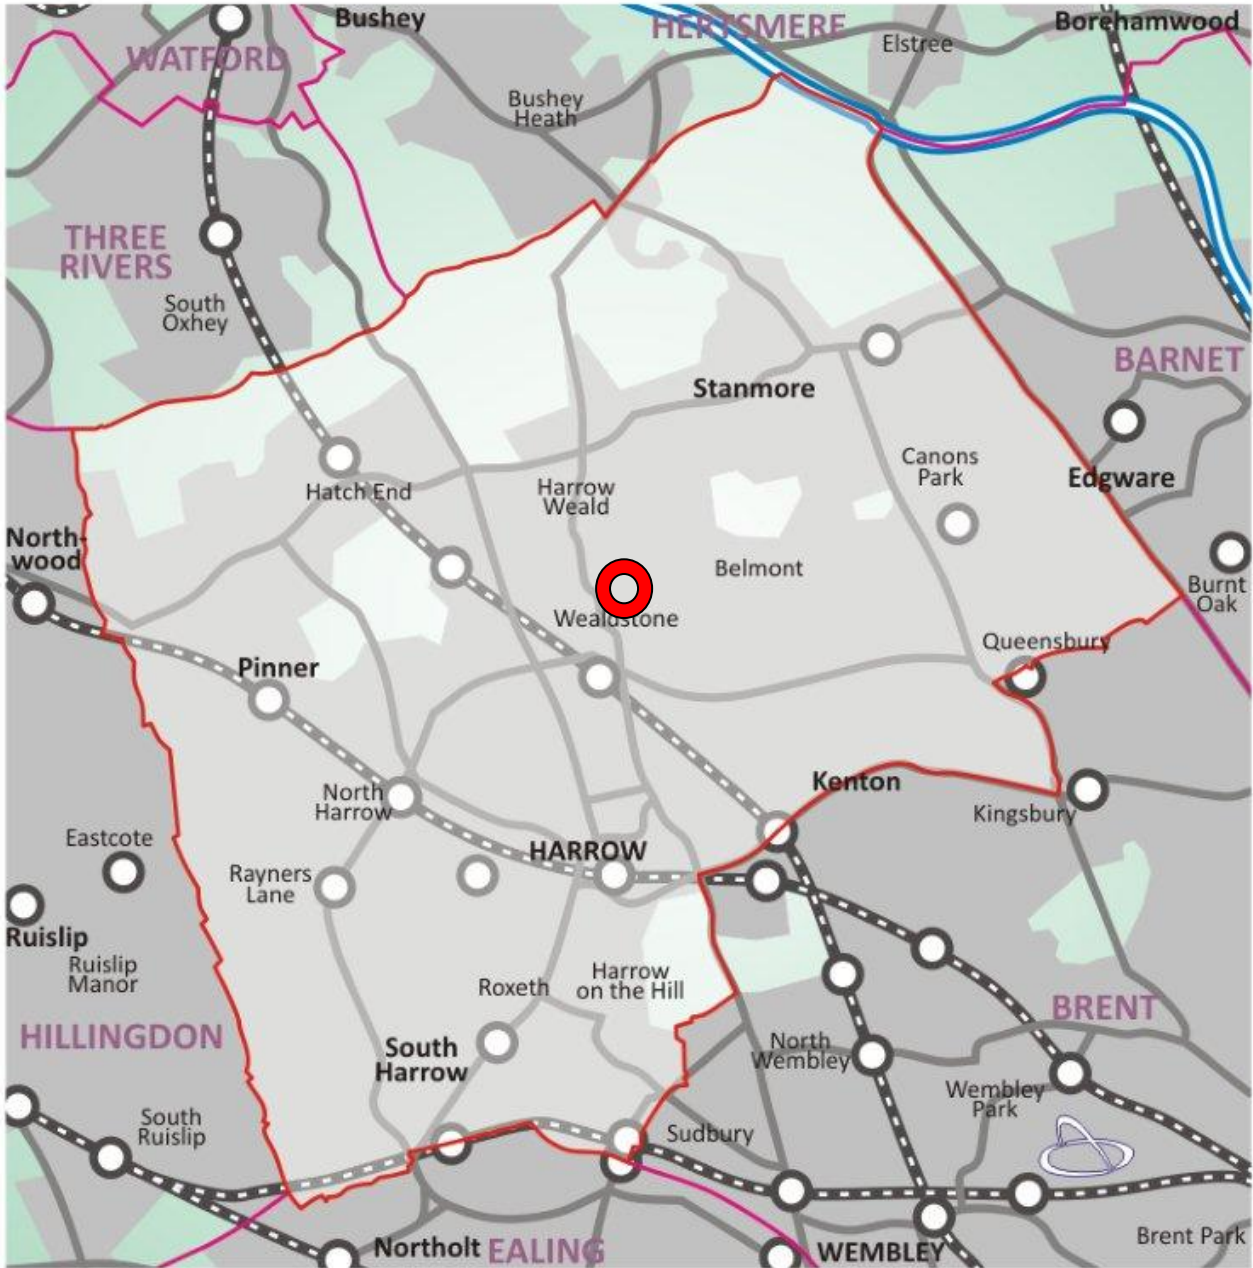 Bushey
HERTSMERE
Borehamwood
WATFORD
Elstree
Bushey
Heath
THREE
RIVERS
South
Oxhey
BARNET
Stanmore
Canons
Park
Edgware
Hatch End
Harrow
Weald
North-
wood
Belmont
Burnt
Oak
Wealdstone
Queensbury
Pinner
Kenton
North
Harrow
Kingsbury
Eastcote
HARROW
Rayners
Lane
Ruislip
Ruislip
Manor
Roxeth
Harrow
on the Hill
HILLINGDON
BRENT
South
Harrow
North
Wembley
Wembley
Park
South
Ruislip
Sudbury
Northolt
EALING
WEMBLEY
Brent Park